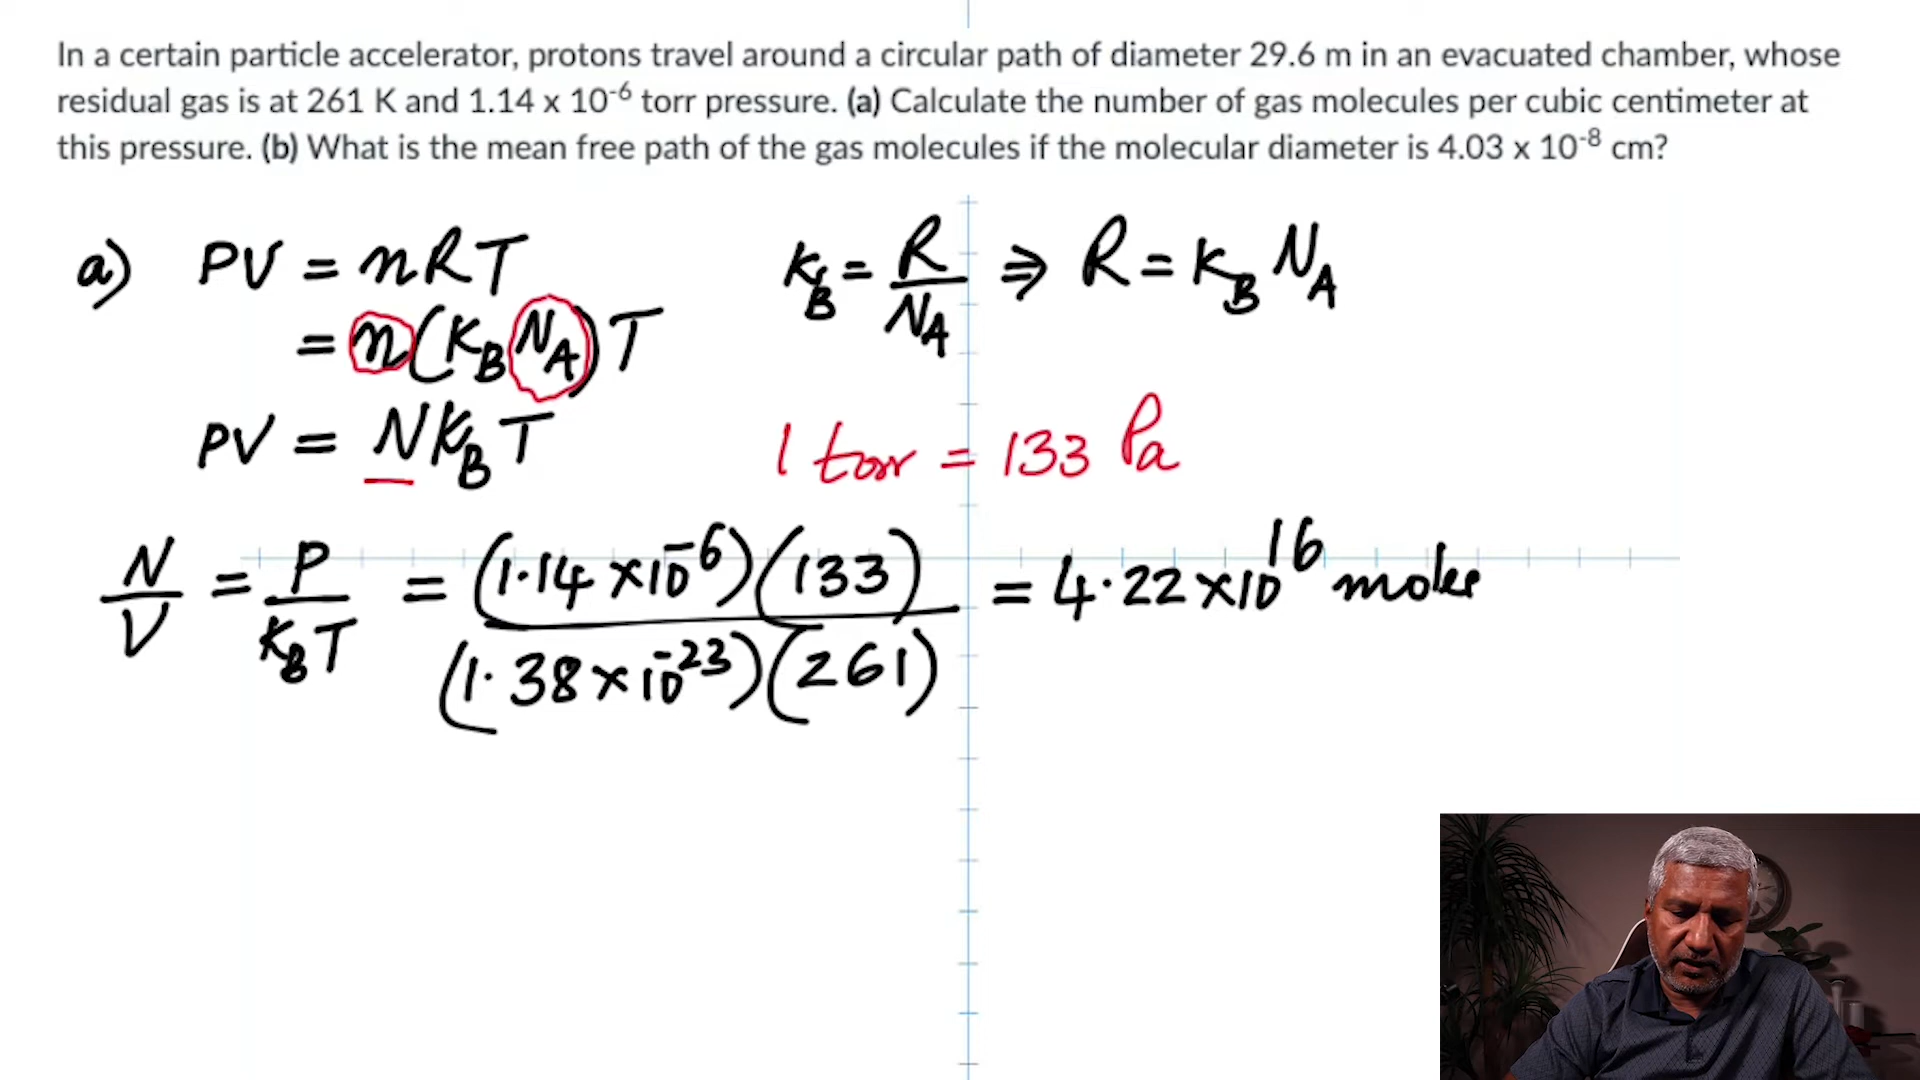 In a certain particle accelerator, protons travel around a circular path of diameter 29.6 m in an evacuated chamber, whose
residual gas is at 261 K and 1.14 x 10⁻⁶ torr pressure. (a) Calculate the number of gas molecules per cubic centimeter at
this pressure. (b) What is the mean free path of the gas molecules if the molecular diameter is 4.03 x 10⁻⁸ cm?
a) PV = nRT
K_B = R/N_A ⇒ R = K_B N_A
= n(K_B N_A)T
PV = N K_B T
1 torr = 133 Pa
N/V = P/(K_B T) = (1.14 × 10⁻⁶)(133)/((1.38 × 10⁻²³)(261)) = 4.22 × 10¹⁶ molec